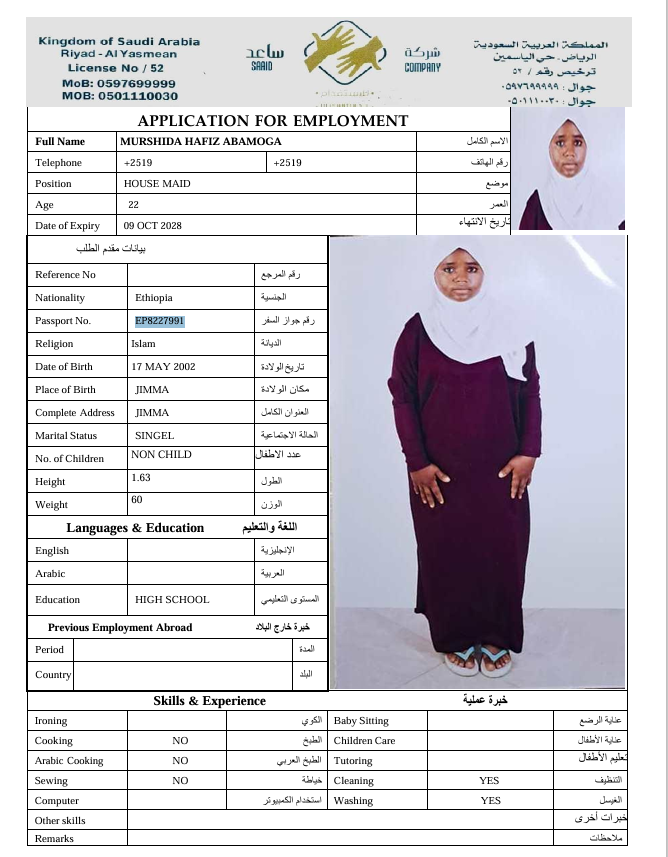 Kingdom of Saudi Arabia
Riyad - Al Yasmean
License No / 52
MoB: 0597699999
MOB: 0501110030
ساعد
SAAID
شركة
COMPANY
المملكة العربية السعودية
الرياض - حي الياسمين
ترخيص رقم / ٥٢
جوال : ٠٥٩٧٦٩٩٩٩٩
جوال : ٠٥٠١١١٠٠٣٠
APPLICATION FOR EMPLOYMENT
Full Name MURSHIDA HAFIZ ABAMOGA الاسم الكامل
Telephone +2519 +2519 رقم الهاتف
Position HOUSE MAID موضع
Age 22 العمر
Date of Expiry 09 OCT 2028 تاريخ الانتهاء
بيانات مقدم الطلب
Reference No رقم المرجع
Nationality Ethiopia الجنسية
Passport No. EP8227991 رقم جواز السفر
Religion Islam الديانة
Date of Birth 17 MAY 2002 تاريخ الولادة
Place of Birth JIMMA مكان الولادة
Complete Address JIMMA العنوان الكامل
Marital Status SINGEL الحالة الاجتماعية
No. of Children NON CHILD عدد الاطفال
Height 1.63 الطول
Weight 60 الوزن
Languages & Education اللغة والتعليم
English الإنجليزية
Arabic العربية
Education HIGH SCHOOL المستوى التعليمي
Previous Employment Abroad خبرة خارج البلاد
Period المدة
Country البلد
Skills & Experience خبرة عملية
Ironing الكوي Baby Sitting عناية الرضع
Cooking NO الطبخ Children Care عناية الأطفال
Arabic Cooking NO الطبخ العربي Tutoring تعليم الأطفال
Sewing NO خياطة Cleaning YES التنظيف
Computer استخدام الكمبيوتر Washing YES الغسيل
Other skills خبرات أخرى
Remarks ملاحظات